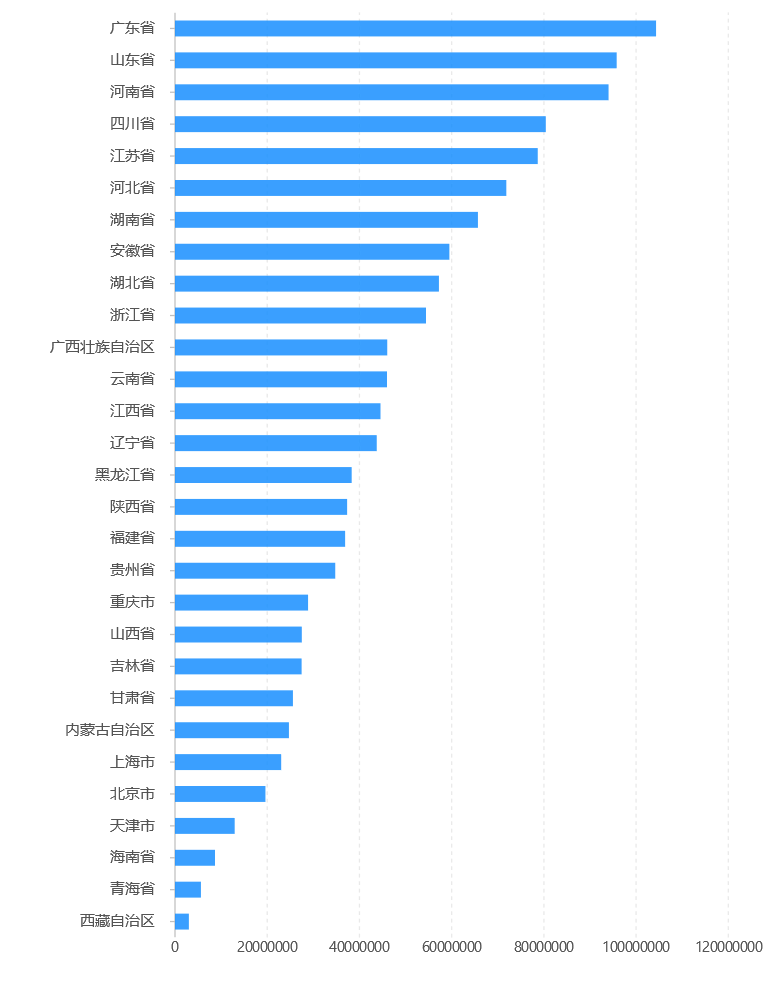 广东省
山东省
河南省
四川省
江苏省
河北省
湖南省
安徽省
湖北省
浙江省
广西壮族自治区
云南省
江西省
辽宁省
黑龙江省
陕西省
福建省
贵州省
重庆市
山西省
吉林省
甘肃省
内蒙古自治区
上海市
北京市
天津市
海南省
青海省
西藏自治区
0 20000000 40000000 60000000 80000000 100000000 120000000